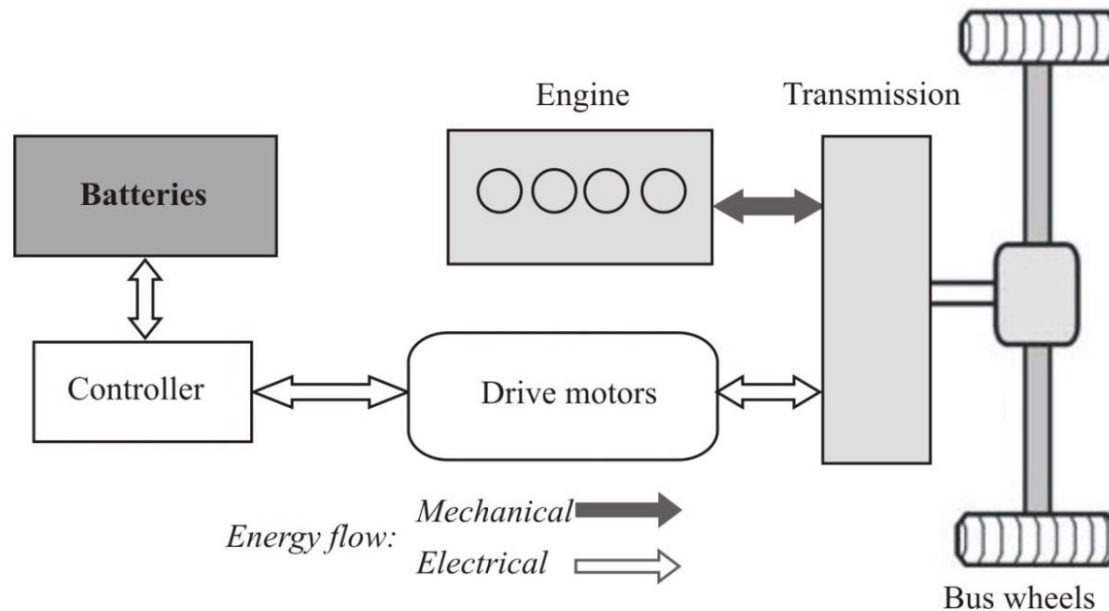 Engine
Transmission
Batteries
Controller
Drive motors
Energy flow:
Mechanical
Electrical
Bus wheels